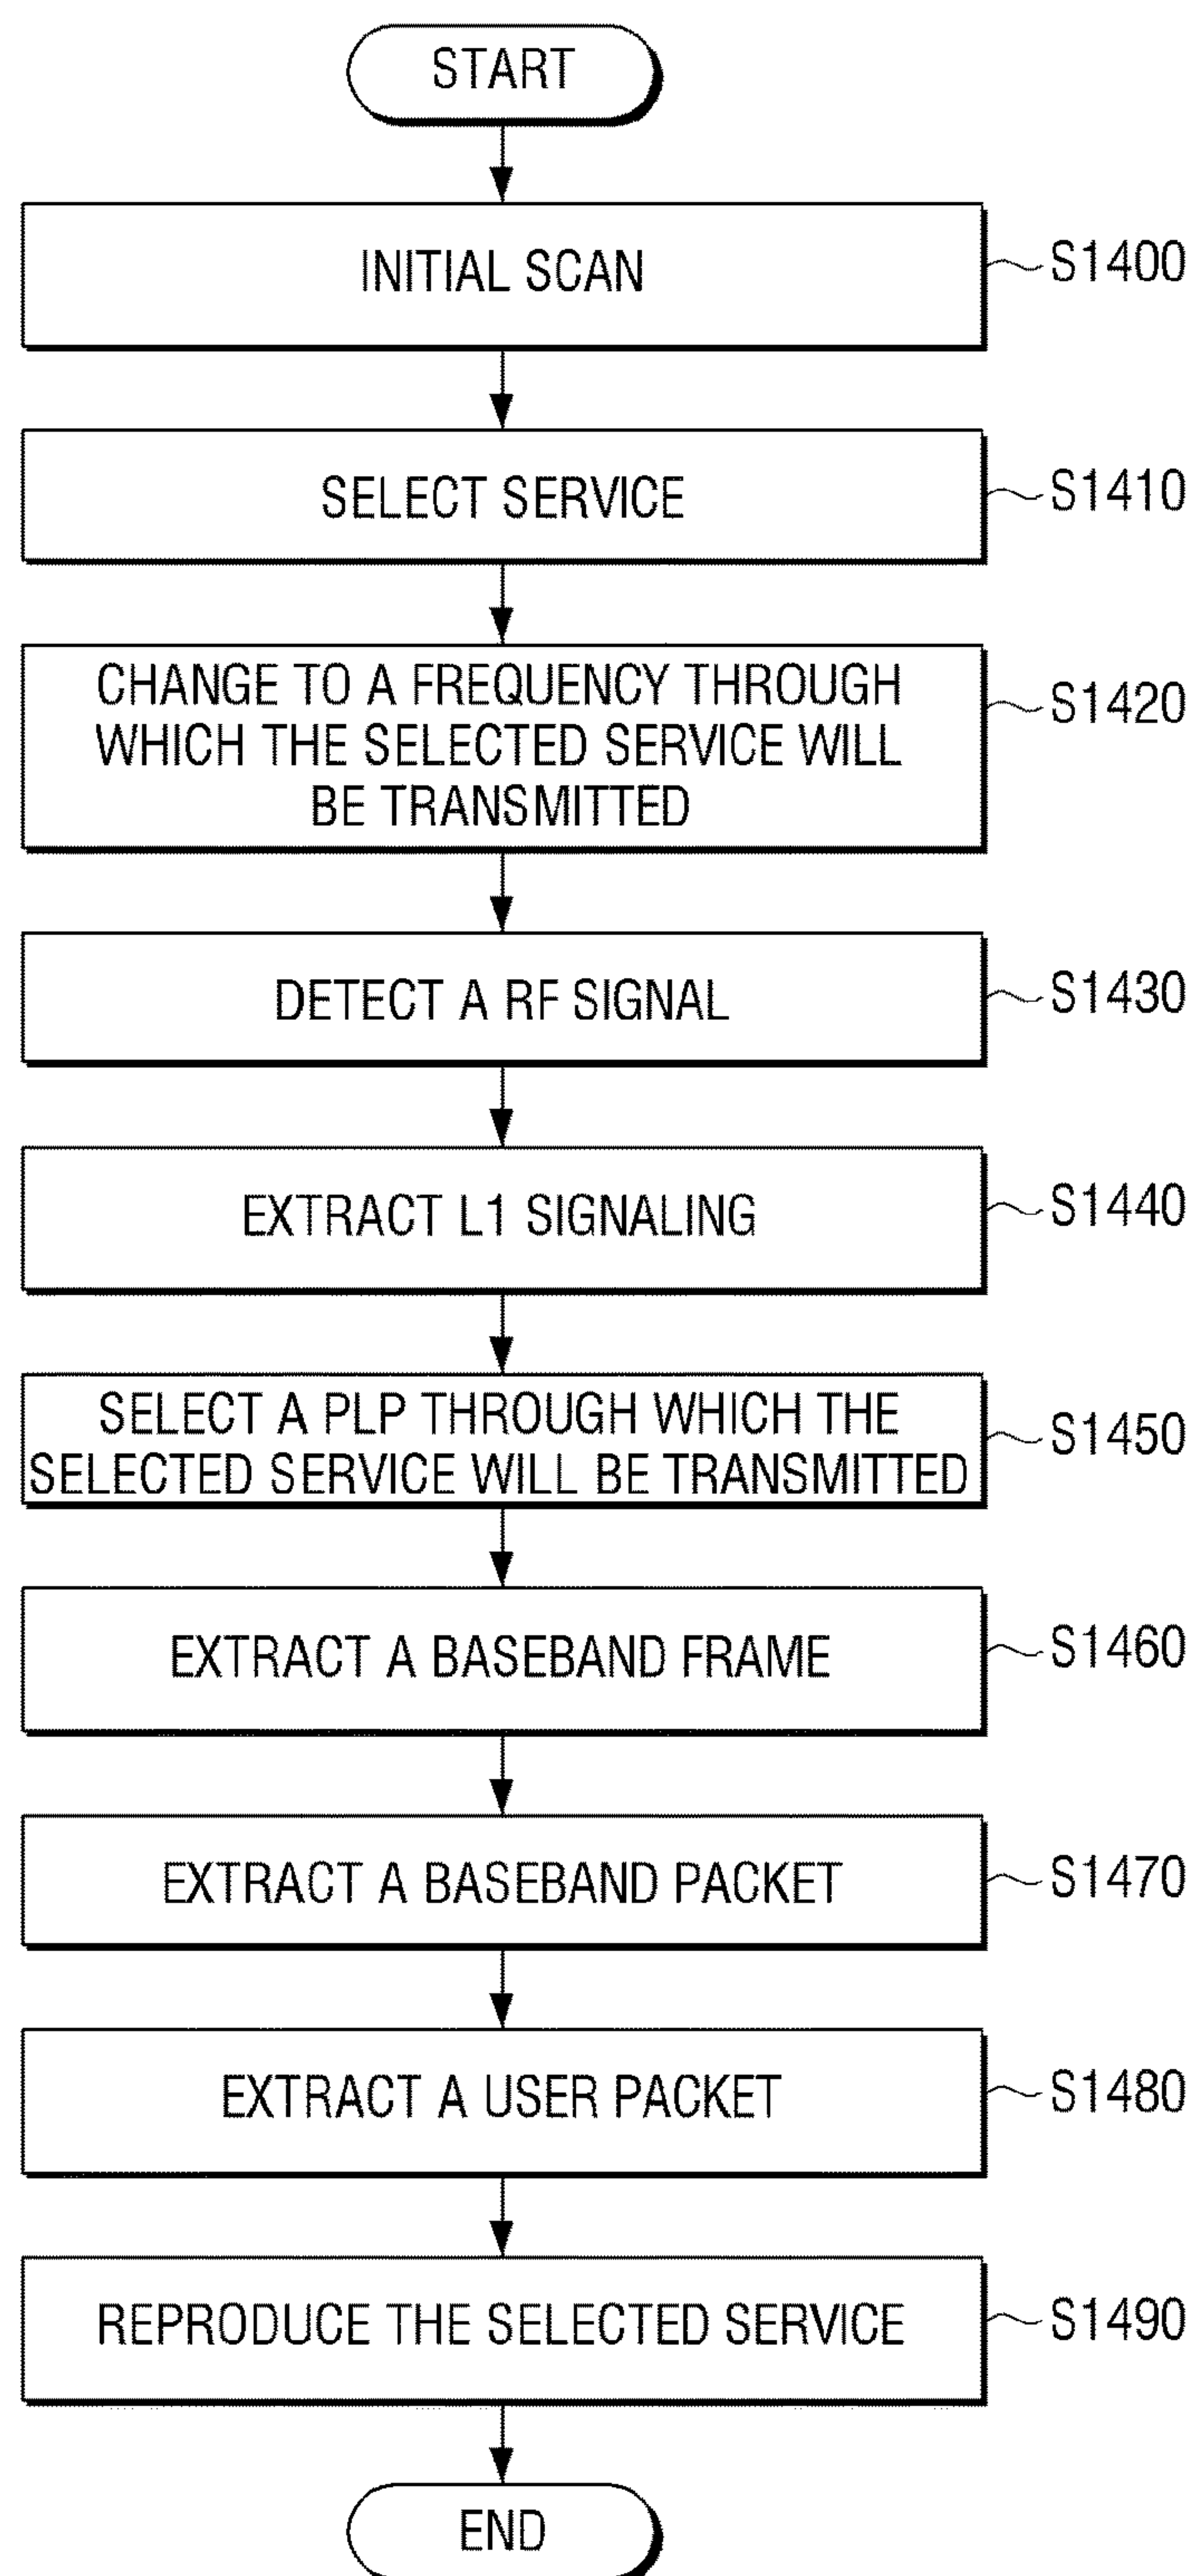 START
INITIAL SCAN
S1400
SELECT SERVICE
S1410
CHANGE TO A FREQUENCY THROUGH
WHICH THE SELECTED SERVICE WILL
BE TRANSMITTED
S1420
DETECT A RF SIGNAL
S1430
EXTRACT L1 SIGNALING
S1440
SELECT A PLP THROUGH WHICH THE
SELECTED SERVICE WILL BE TRANSMITTED
S1450
EXTRACT A BASEBAND FRAME
S1460
EXTRACT A BASEBAND PACKET
S1470
EXTRACT A USER PACKET
S1480
REPRODUCE THE SELECTED SERVICE
S1490
END